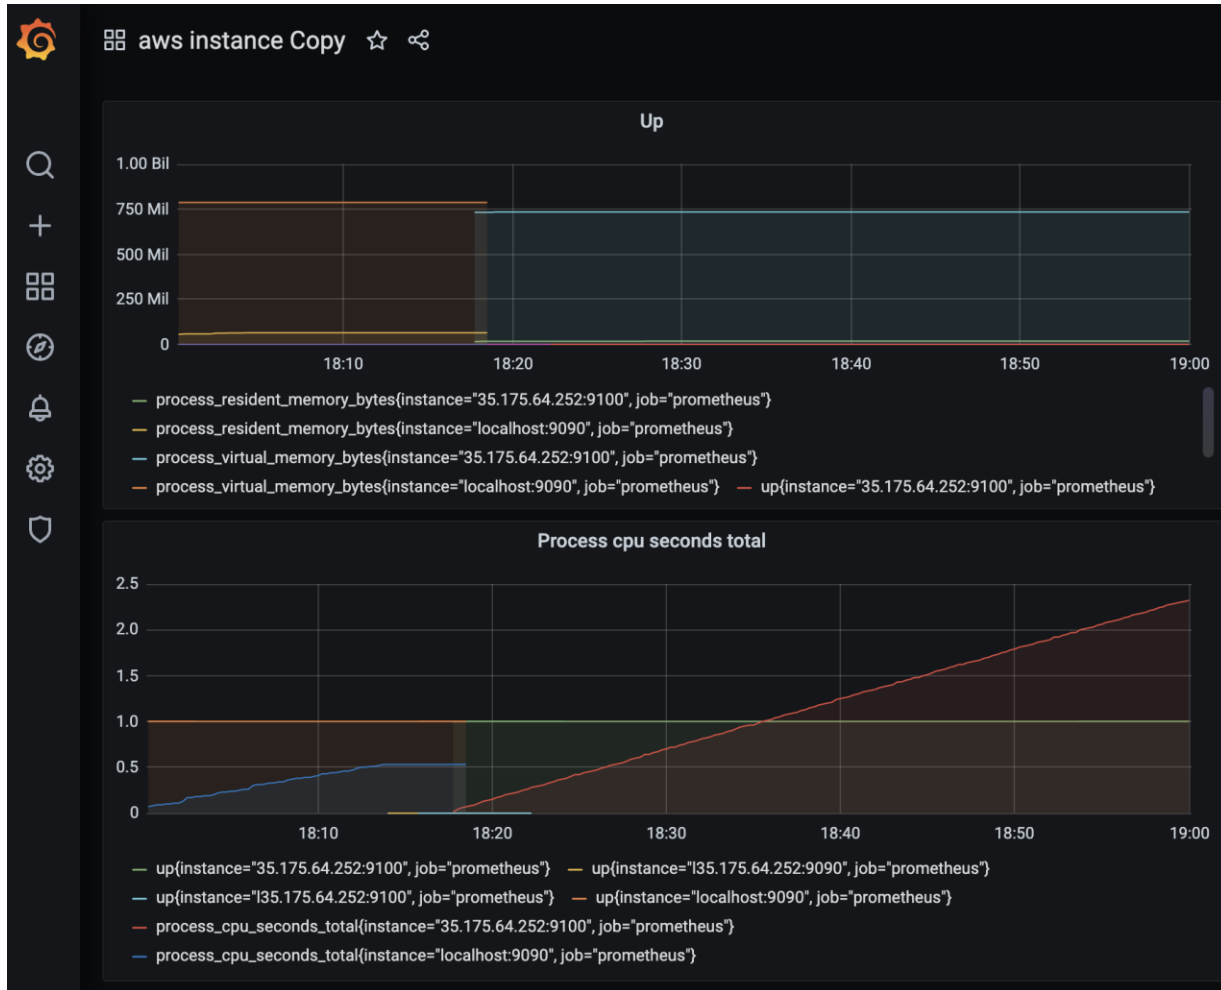 aws instance Copy
Up
1.00 Bil
750 Mil
500 Mil
250 Mil
0
18:10 18:20 18:30 18:40 18:50 19:00
process_resident_memory_bytes{instance="35.175.64.252:9100", job="prometheus"}
process_resident_memory_bytes{instance="localhost:9090", job="prometheus"}
process_virtual_memory_bytes{instance="35.175.64.252:9100", job="prometheus"}
process_virtual_memory_bytes{instance="localhost:9090", job="prometheus"} up{instance="35.175.64.252:9100", job="prometheus"}
Process cpu seconds total
2.5
2.0
1.5
1.0
0.5
0
18:10 18:20 18:30 18:40 18:50 19:00
up{instance="35.175.64.252:9100", job="prometheus"} up{instance="l35.175.64.252:9090", job="prometheus"}
up{instance="l35.175.64.252:9100", job="prometheus"} up{instance="localhost:9090", job="prometheus"}
process_cpu_seconds_total{instance="35.175.64.252:9100", job="prometheus"}
process_cpu_seconds_total{instance="localhost:9090", job="prometheus"}